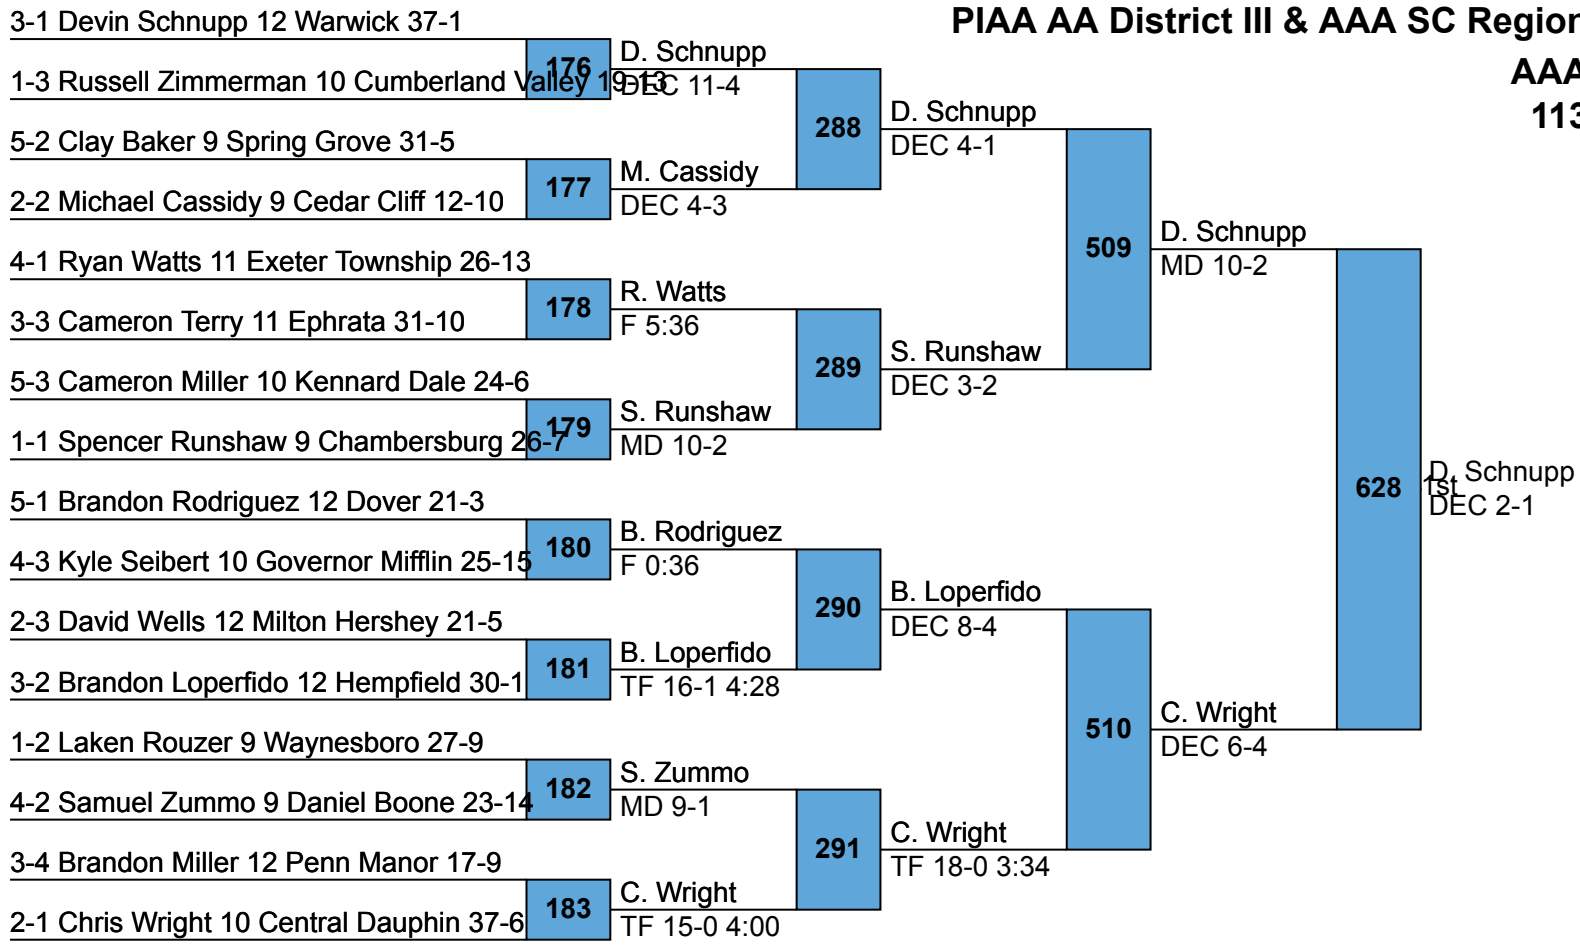 PIAA AA District III & AAA SC Region
AAA
113
3-1 Devin Schnupp 12 Warwick 37-1
1-3 Russell Zimmerman 10 Cumberland Valley 19-13
5-2 Clay Baker 9 Spring Grove 31-5
2-2 Michael Cassidy 9 Cedar Cliff 12-10
4-1 Ryan Watts 11 Exeter Township 26-13
3-3 Cameron Terry 11 Ephrata 31-10
5-3 Cameron Miller 10 Kennard Dale 24-6
1-1 Spencer Runshaw 9 Chambersburg 26-7
5-1 Brandon Rodriguez 12 Dover 21-3
4-3 Kyle Seibert 10 Governor Mifflin 25-15
2-3 David Wells 12 Milton Hershey 21-5
3-2 Brandon Loperfido 12 Hempfield 30-1
1-2 Laken Rouzer 9 Waynesboro 27-9
4-2 Samuel Zummo 9 Daniel Boone 23-14
3-4 Brandon Miller 12 Penn Manor 17-9
2-1 Chris Wright 10 Central Dauphin 37-6
176
D. Schnupp
DEC 11-4
177
M. Cassidy
DEC 4-3
178
R. Watts
F 5:36
179
S. Runshaw
MD 10-2
180
B. Rodriguez
F 0:36
181
B. Loperfido
TF 16-1 4:28
182
S. Zummo
MD 9-1
183
C. Wright
TF 15-0 4:00
288
D. Schnupp
DEC 4-1
289
S. Runshaw
DEC 3-2
290
B. Loperfido
DEC 8-4
291
C. Wright
TF 18-0 3:34
509
D. Schnupp
MD 10-2
510
C. Wright
DEC 6-4
628
1st
D. Schnupp
DEC 2-1